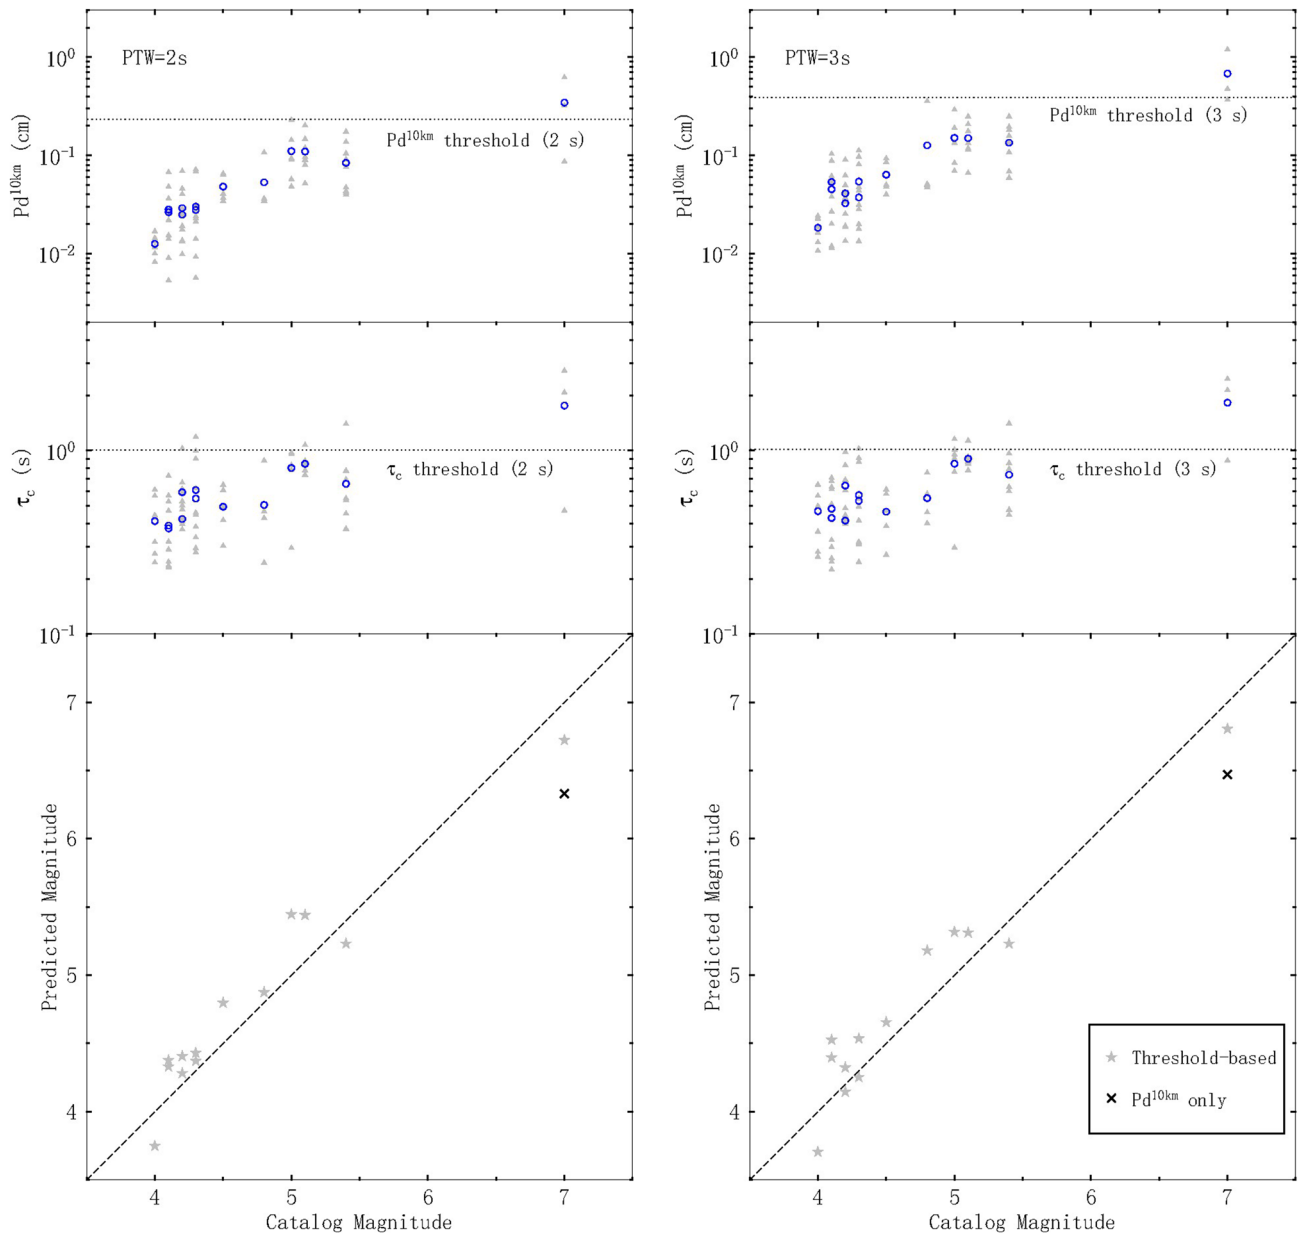 PTW=2s
10⁰
10⁻¹
10⁻²
Pd¹⁰ᵏᵐ (cm)
Pd¹⁰ᵏᵐ threshold (2 s)
PTW=3s
10⁰
10⁻¹
10⁻²
Pd¹⁰ᵏᵐ (cm)
Pd¹⁰ᵏᵐ threshold (3 s)
10⁰
10⁻¹
τc (s)
τc threshold (2 s)
10⁰
10⁻¹
τc (s)
τc threshold (3 s)
7
6
5
4
Predicted Magnitude
4 5 6 7
Catalog Magnitude
7
6
5
4
Predicted Magnitude
Threshold-based
Pd¹⁰ᵏᵐ only
4 5 6 7
Catalog Magnitude